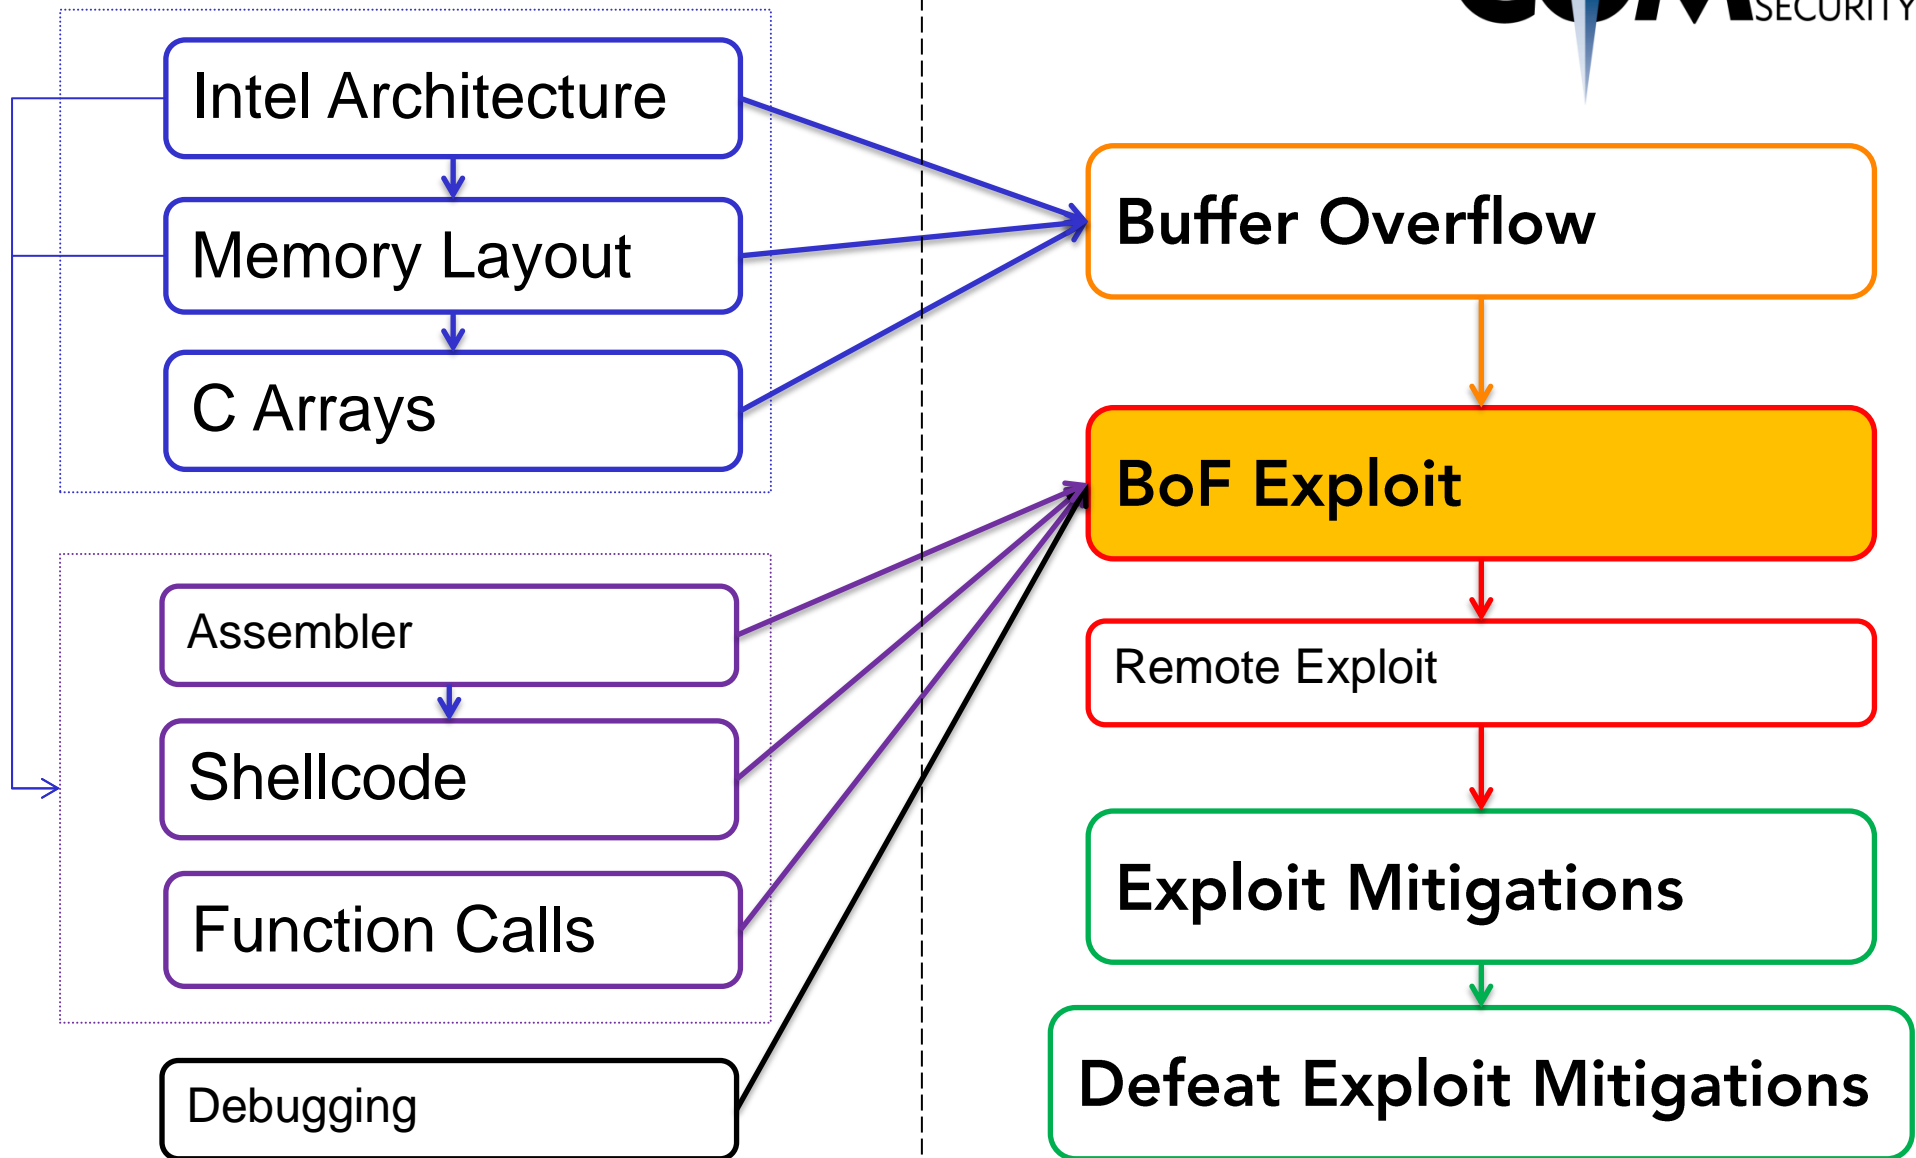 SECURITY
Intel Architecture
Memory Layout
C Arrays
Assembler
Shellcode
Function Calls
Debugging
Buffer Overflow
BoF Exploit
Remote Exploit
Exploit Mitigations
Defeat Exploit Mitigations